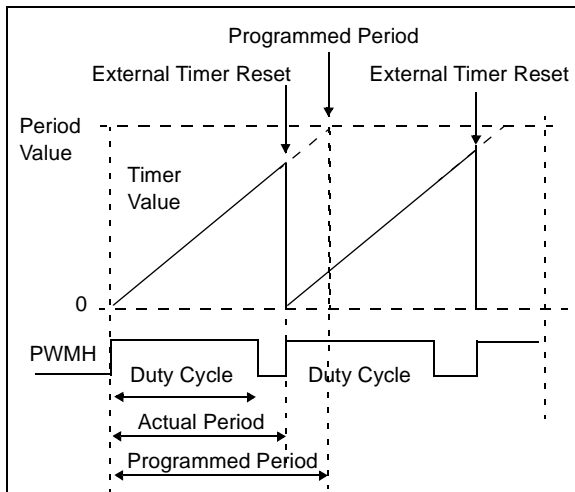 Programmed Period
External Timer Reset
External Timer Reset
Period
Value
Timer
Value
0
PWMH
Duty Cycle
Duty Cycle
Actual Period
Programmed Period